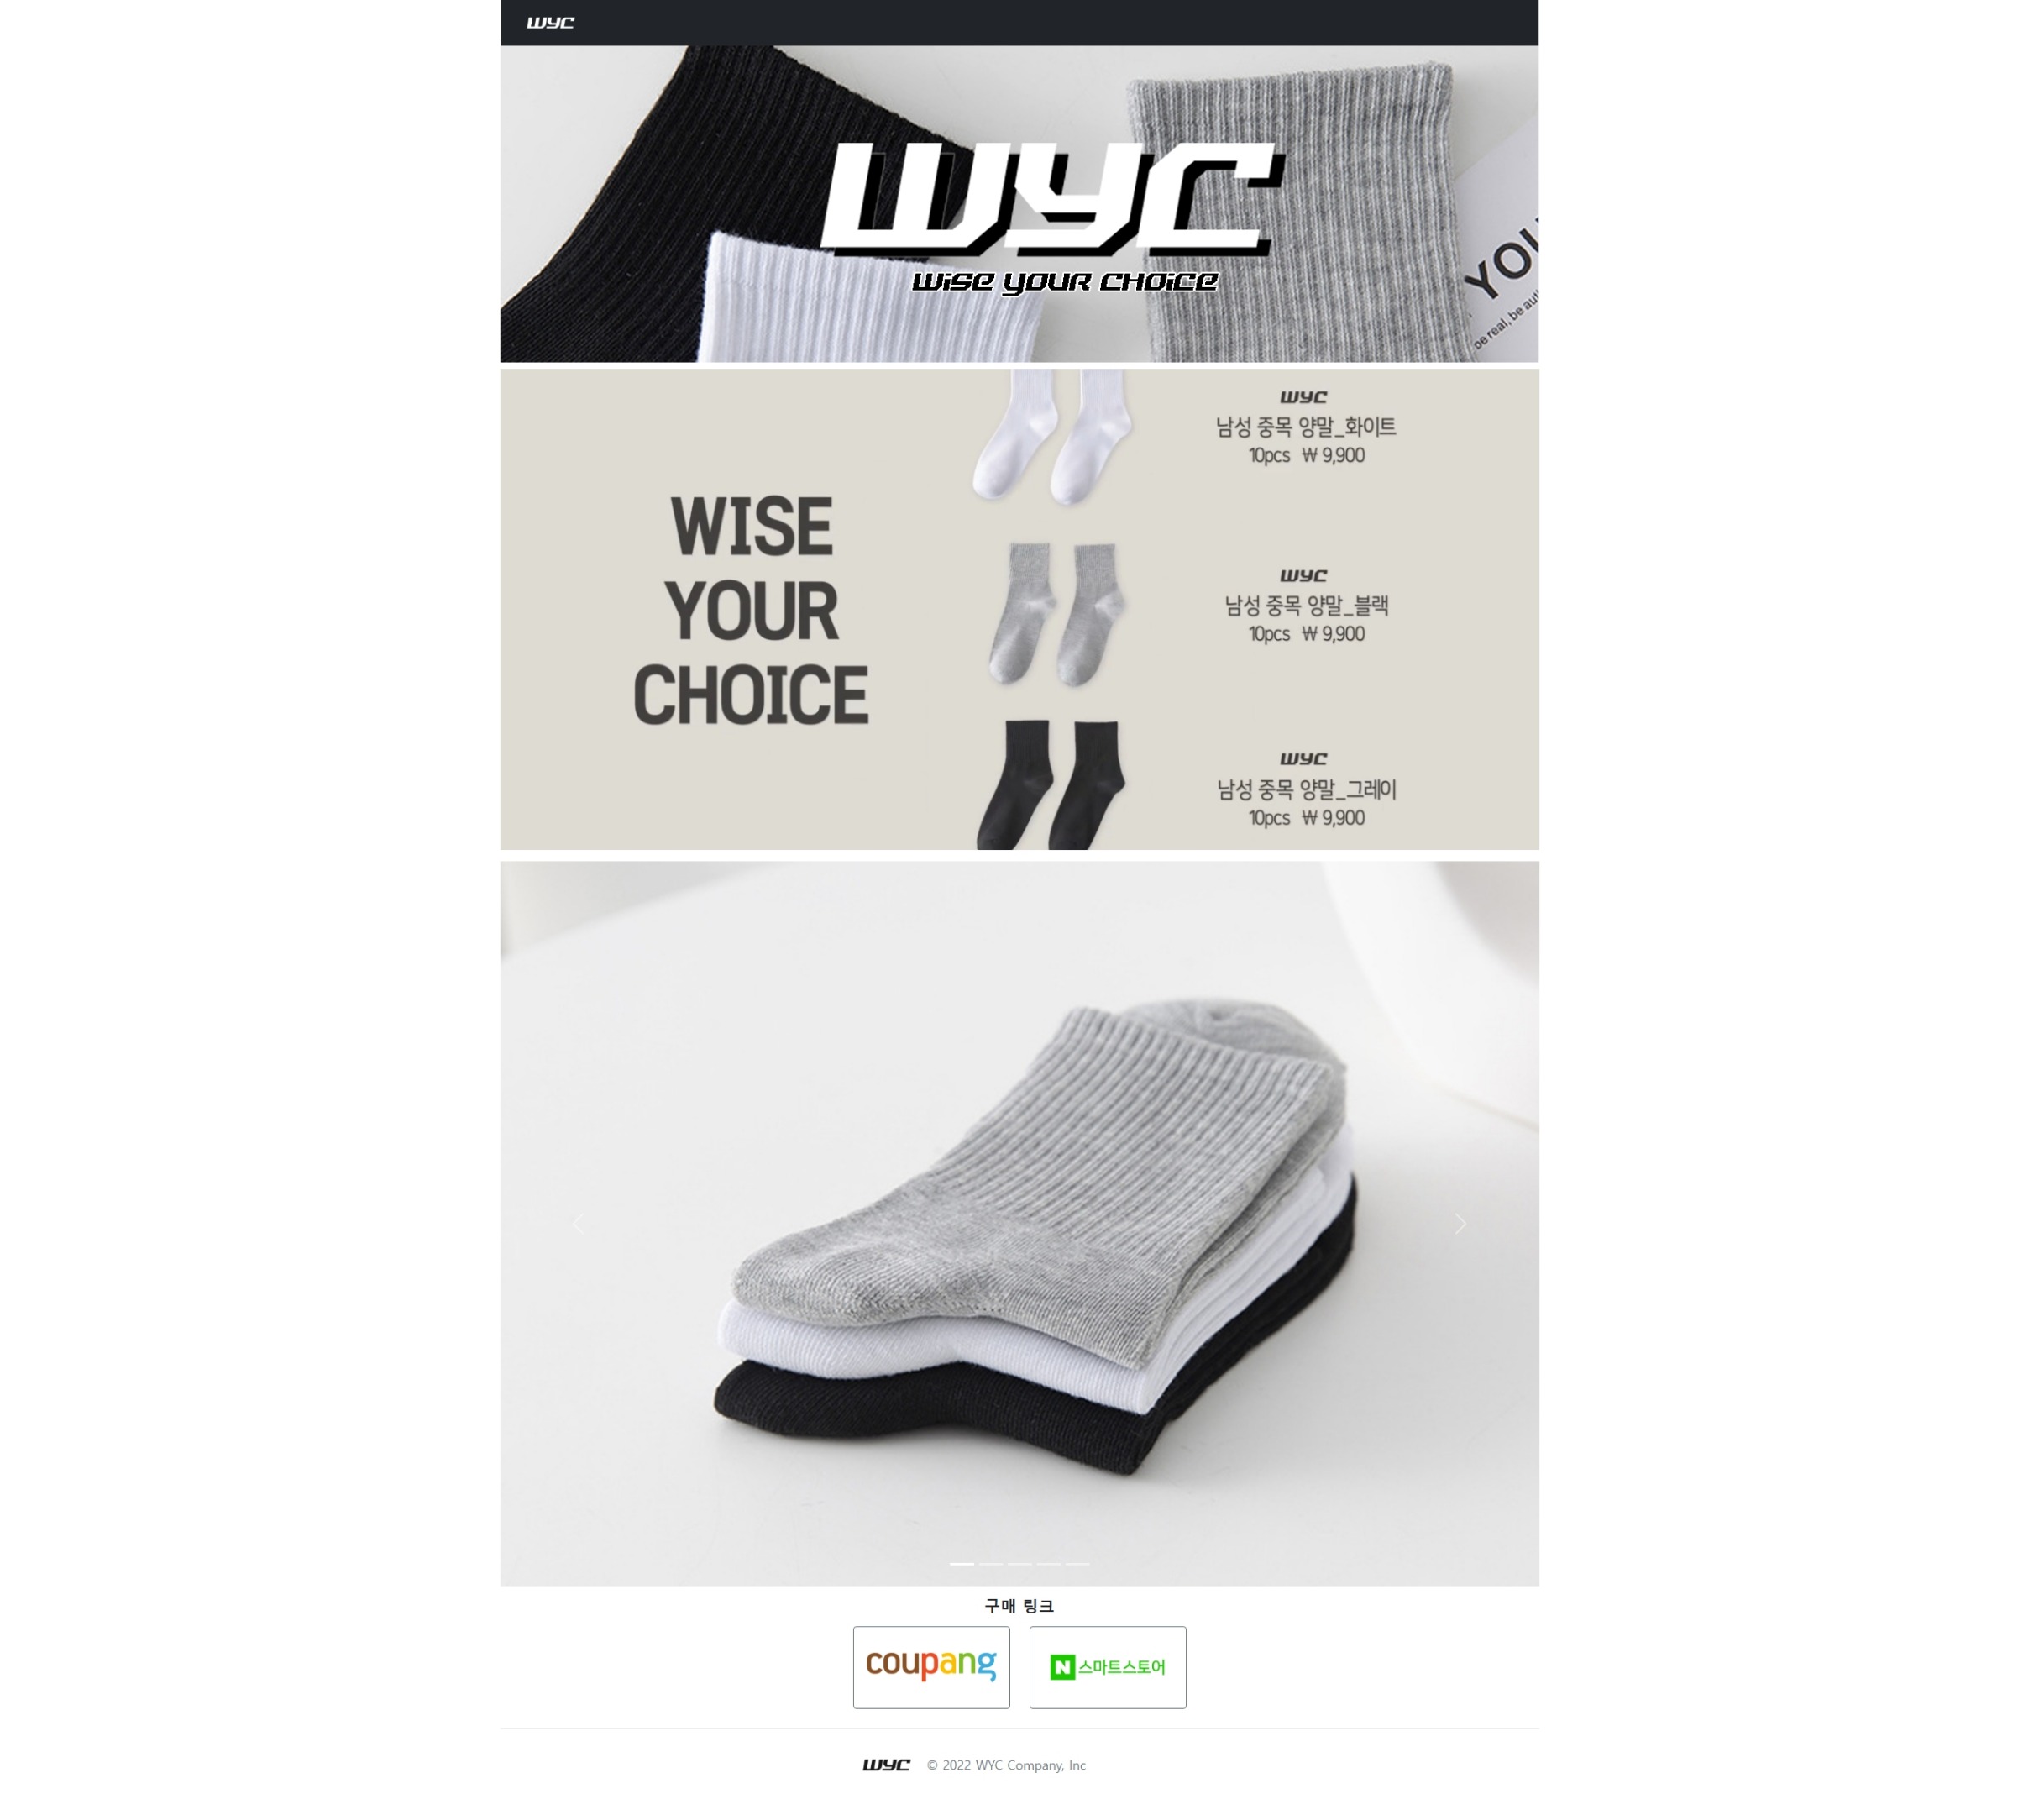 WYC
WYC
WISE YOUR CHOICE
YOU
be real, be
WISE
YOUR
CHOICE
WYC
남성 중목 양말_화이트
10pcs ₩ 9,900
WYC
남성 중목 양말_블랙
10pcs ₩ 9,900
WYC
남성 중목 양말_그레이
10pcs ₩ 9,900
구매 링크
coupang
N 스마트스토어
WYC © 2022 WYC Company, Inc